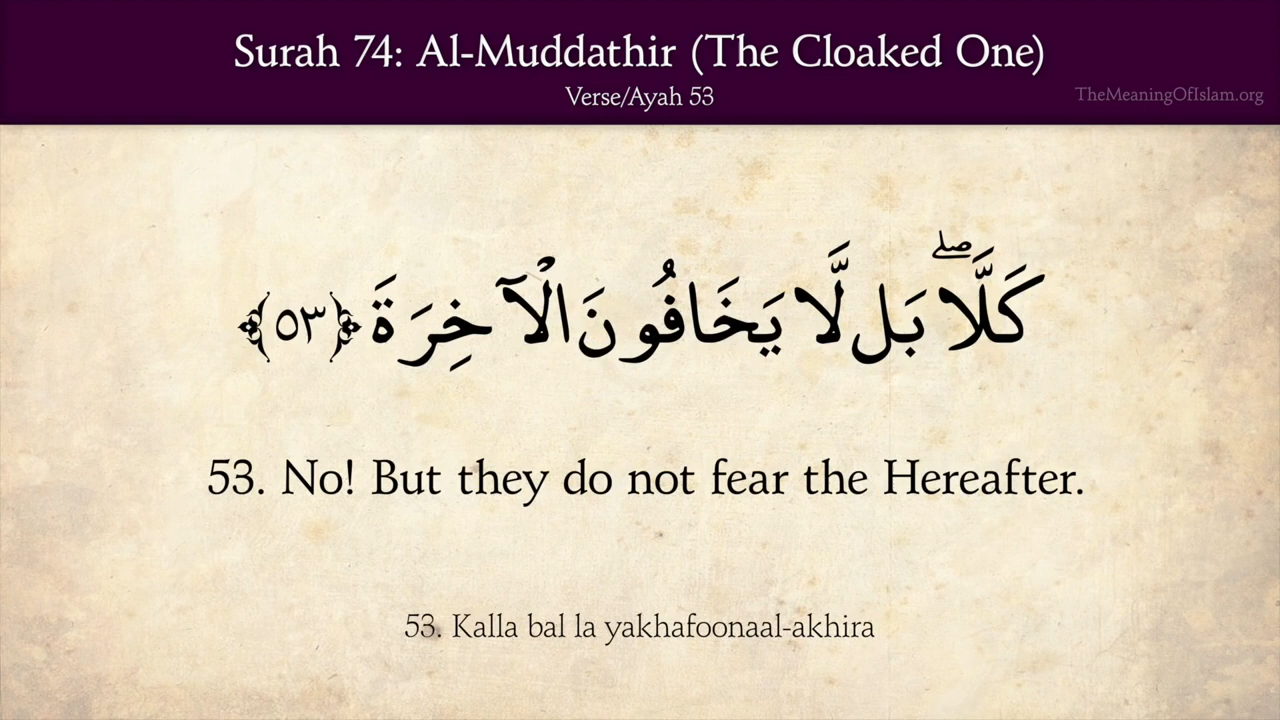 Surah 74: Al-Muddathir (The Cloaked One)
Verse/Ayah 53
TheMeaningOfIslam.org
كَلَّاۖ بَل لَّا يَخَافُونَ الْآخِرَةَ ﴿٥٣﴾
53. No! But they do not fear the Hereafter.
53. Kalla bal la yakhafoonaal-akhira